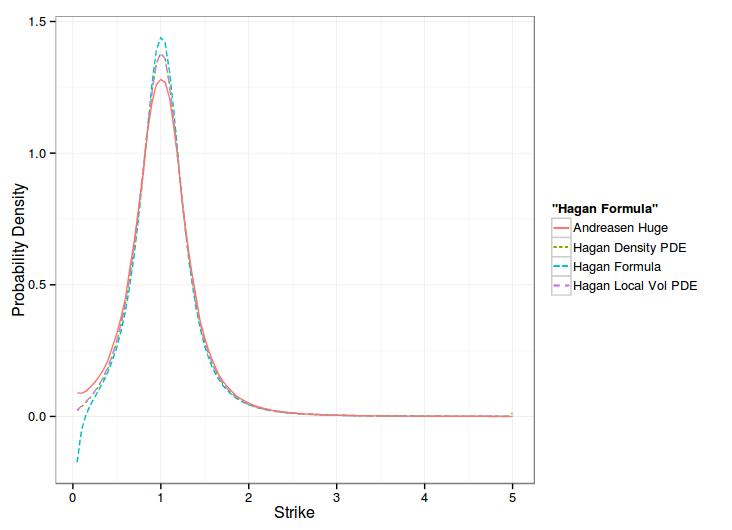 1.5
1.0
0.5
0.0
Probability Density
0 1 2 3 4 5
Strike
"Hagan Formula"
Andreasen Huge
Hagan Density PDE
Hagan Formula
Hagan Local Vol PDE